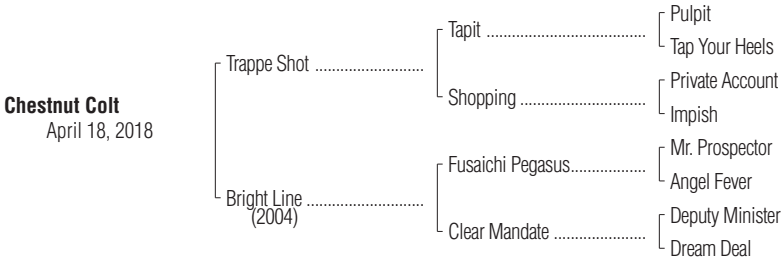 Pulpit
Tapit ......................................
Tap Your Heels
Trappe Shot ..........................
Private Account
Shopping ..............................
Impish
Chestnut Colt
April 18, 2018
Mr. Prospector
Fusaichi Pegasus..................
Angel Fever
Bright Line ............................
(2004)
Deputy Minister
Clear Mandate ......................
Dream Deal